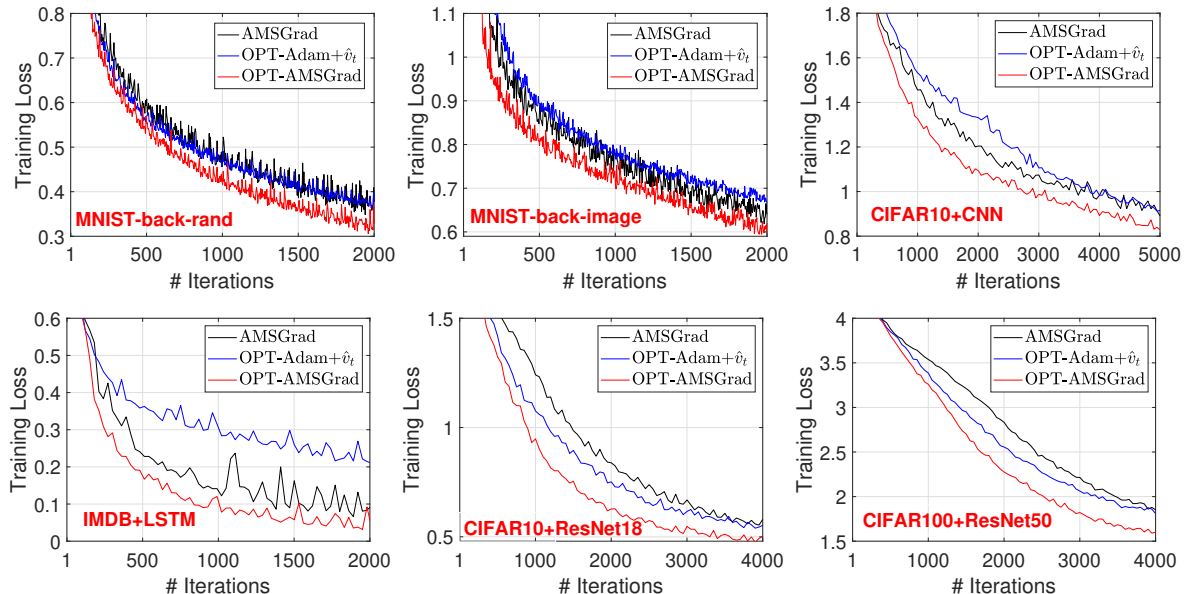 Training Loss
0.8
0.7
0.6
0.5
0.4
0.3
1
500
1000
1500
2000
# Iterations
AMSGrad
OPT-Adam+v̂ₜ
OPT-AMSGrad
MNIST-back-rand
Training Loss
1.1
1
0.9
0.8
0.7
0.6
1
500
1000
1500
2000
# Iterations
AMSGrad
OPT-Adam+v̂ₜ
OPT-AMSGrad
MNIST-back-image
Training Loss
1.8
1.6
1.4
1.2
1
0.8
1
1000
2000
3000
4000
5000
# Iterations
AMSGrad
OPT-Adam+v̂ₜ
OPT-AMSGrad
CIFAR10+CNN
Training Loss
0.6
0.5
0.4
0.3
0.2
0.1
0
1
500
1000
1500
2000
# Iterations
AMSGrad
OPT-Adam+v̂ₜ
OPT-AMSGrad
IMDB+LSTM
Training Loss
1.5
1
0.5
1
1000
2000
3000
4000
# Iterations
AMSGrad
OPT-Adam+v̂ₜ
OPT-AMSGrad
CIFAR10+ResNet18
Training Loss
4
3.5
3
2.5
2
1.5
1
1000
2000
3000
4000
# Iterations
AMSGrad
OPT-Adam+v̂ₜ
OPT-AMSGrad
CIFAR100+ResNet50